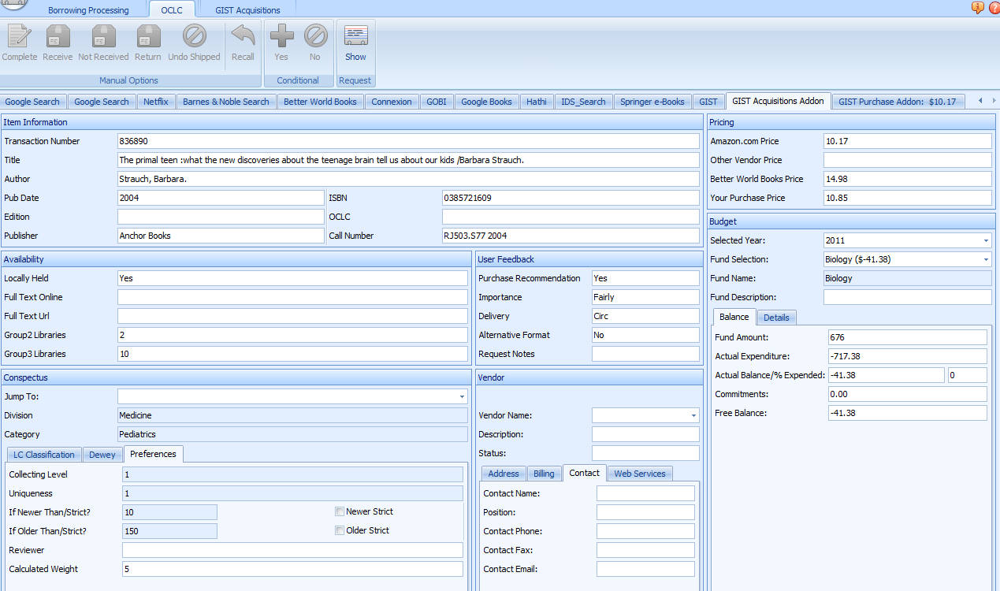 Borrowing Processing OCLC GIST Acquisitions
Complete Receive Not Received Return Undo Shipped Recall Yes No Show
Manual Options Conditional Request
Google Search Google Search Netflix Barnes & Noble Search Better World Books Connexion GOBI Google Books Hathi IDS_Search Springer e-Books GIST GIST Acquisitions Addon GIST Purchase Addon: $10.17
Item Information
Transaction Number 836890
Title The primal teen :what the new discoveries about the teenage brain tell us about our kids /Barbara Strauch.
Author Strauch, Barbara.
Pub Date 2004 ISBN 0385721609
Edition OCLC
Publisher Anchor Books Call Number RJ503.S77 2004
Pricing
Amazon.com Price 10.17
Other Vendor Price
Better World Books Price 14.98
Your Purchase Price 10.85
Availability
Locally Held Yes
Full Text Online
Full Text Url
Group2 Libraries 2
Group3 Libraries 10
User Feedback
Purchase Recommendation Yes
Importance Fairly
Delivery Circ
Alternative Format No
Request Notes
Budget
Selected Year: 2011
Fund Selection: Biology ($-41.38)
Fund Name: Biology
Fund Description:
Balance Details
Fund Amount: 676
Actual Expenditure: -717.38
Actual Balance/% Expended: -41.38 0
Commitments: 0.00
Free Balance: -41.38
Conspectus
Jump To:
Division Medicine
Category Pediatrics
LC Classification Dewey Preferences
Collecting Level 1
Uniqueness 1
If Newer Than/Strict? 10 Newer Strict
If Older Than/Strict? 150 Older Strict
Reviewer
Calculated Weight 5
Vendor
Vendor Name:
Description:
Status:
Address Billing Contact Web Services
Contact Name:
Position:
Contact Phone:
Contact Fax:
Contact Email: